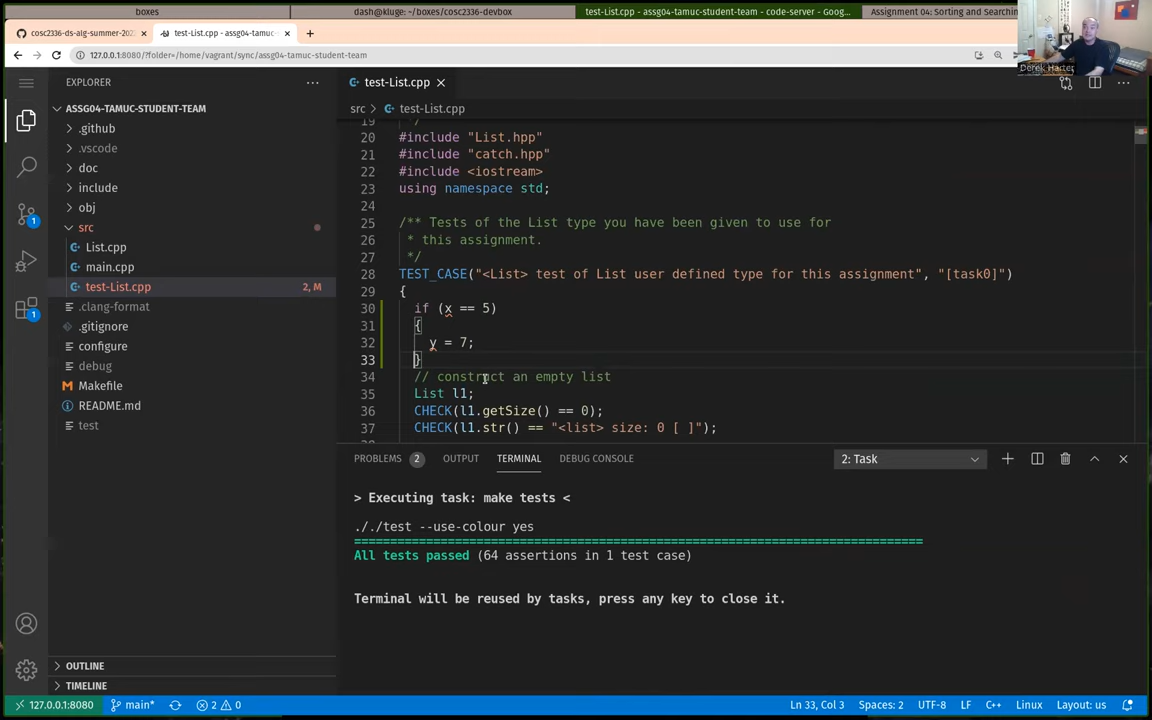 boxes
dash@kluge: ~/boxes/cosc2336-devbox
test-List.cpp - assg04-tamuc-student-team - code-server - Goog...
Assignment 04: Sorting and Searching
cosc2336-ds-alg-summer-202
test-List.cpp - assg04-tamuc-
127.0.0.1:8080/?folder=/home/vagrant/sync/assg04-tamuc-student-team
Derek Harter
EXPLORER
test-List.cpp
ASSG04-TAMUC-STUDENT-TEAM
src > test-List.cpp
.github
.vscode
doc
include
obj
src
List.cpp
main.cpp
test-List.cpp 2, M
.clang-format
.gitignore
configure
debug
Makefile
README.md
test
OUTLINE
TIMELINE
1
1
19 */
20 #include "List.hpp"
21 #include "catch.hpp"
22 #include <iostream>
23 using namespace std;
24
25 /** Tests of the List type you have been given to use for
26 * this assignment.
27 */
28 TEST_CASE("<List> test of List user defined type for this assignment", "[task0]")
29 {
30 if (x == 5)
31 {
32 y = 7;
33 }
34 // construct an empty list
35 List l1;
36 CHECK(l1.getSize() == 0);
37 CHECK(l1.str() == "<list> size: 0 [ ]");
PROBLEMS 2 OUTPUT TERMINAL DEBUG CONSOLE 2: Task
> Executing task: make tests <
././test --use-colour yes
===============================================================================
All tests passed (64 assertions in 1 test case)
Terminal will be reused by tasks, press any key to close it.
127.0.0.1:8080 main* 2 0 Ln 33, Col 3 Spaces: 2 UTF-8 LF C++ Linux Layout: us